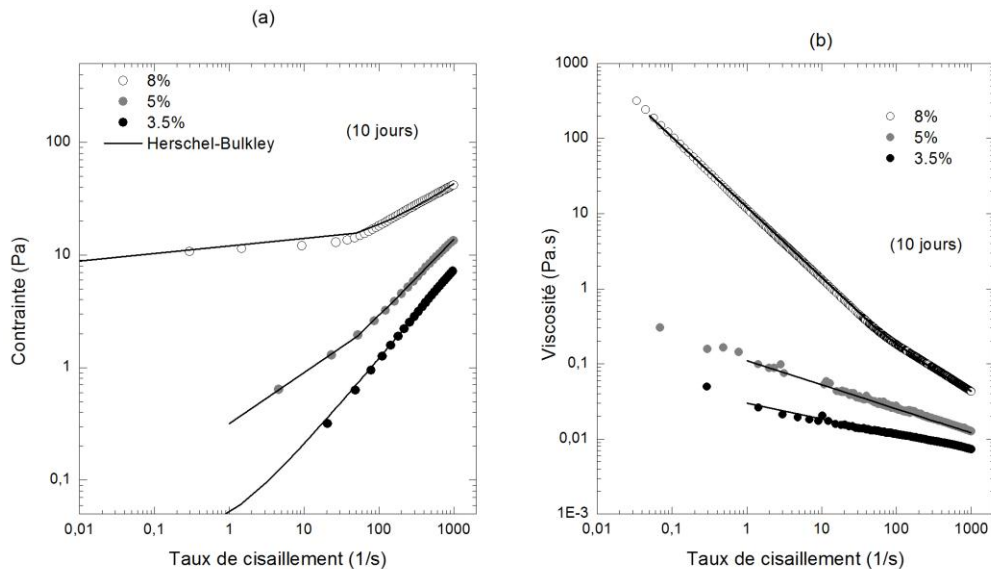 (a)
8%
5%
3.5%
Herschel-Bulkley
(10 jours)
100
10
1
0,1
Contrainte (Pa)
0,01
0,1
1
10
100
1000
Taux de cisaillement (1/s)
(b)
1000
100
10
1
0,1
0,01
1E-3
Viscosité (Pa.s)
8%
5%
3.5%
(10 jours)
0,01
0,1
1
10
100
1000
Taux de cisaillement (1/s)